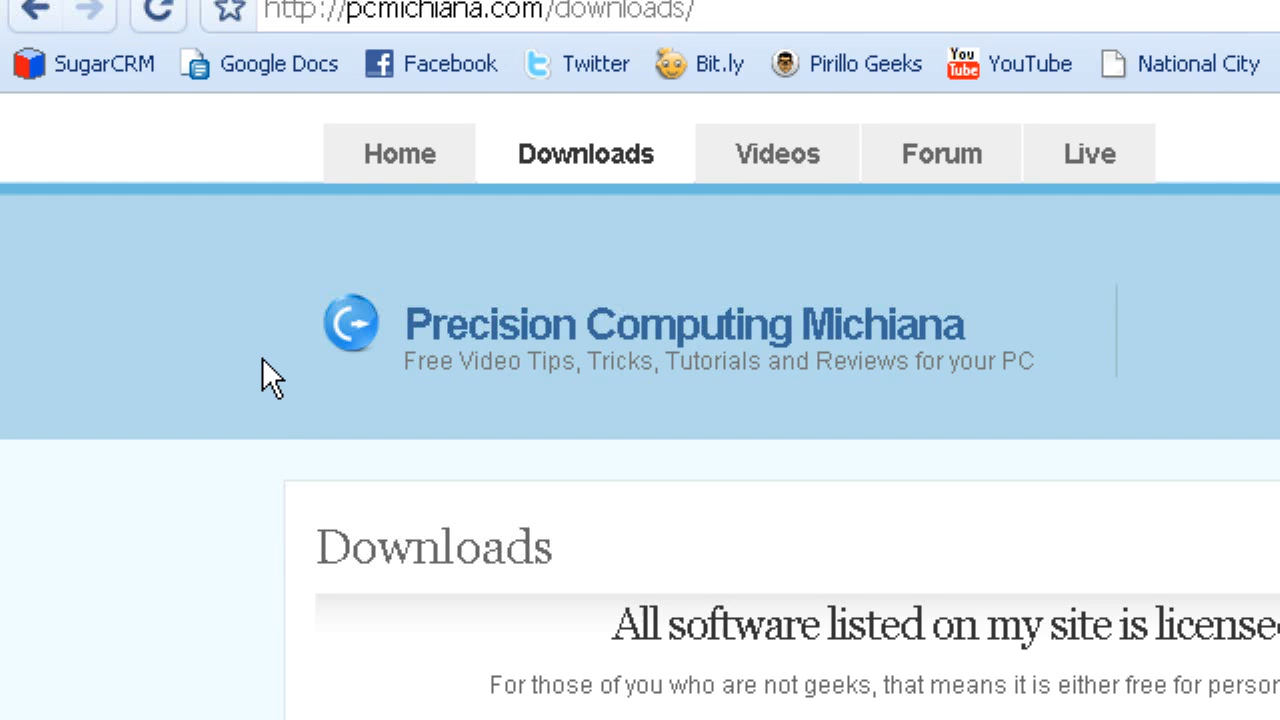 http://pcmichiana.com/downloads/
SugarCRM Google Docs Facebook Twitter Bit.ly Pirillo Geeks You Tube YouTube National City
Home Downloads Videos Forum Live
Precision Computing Michiana
Free Video Tips, Tricks, Tutorials and Reviews for your PC
Downloads
All software listed on my site is license
For those of you who are not geeks, that means it is either free for person